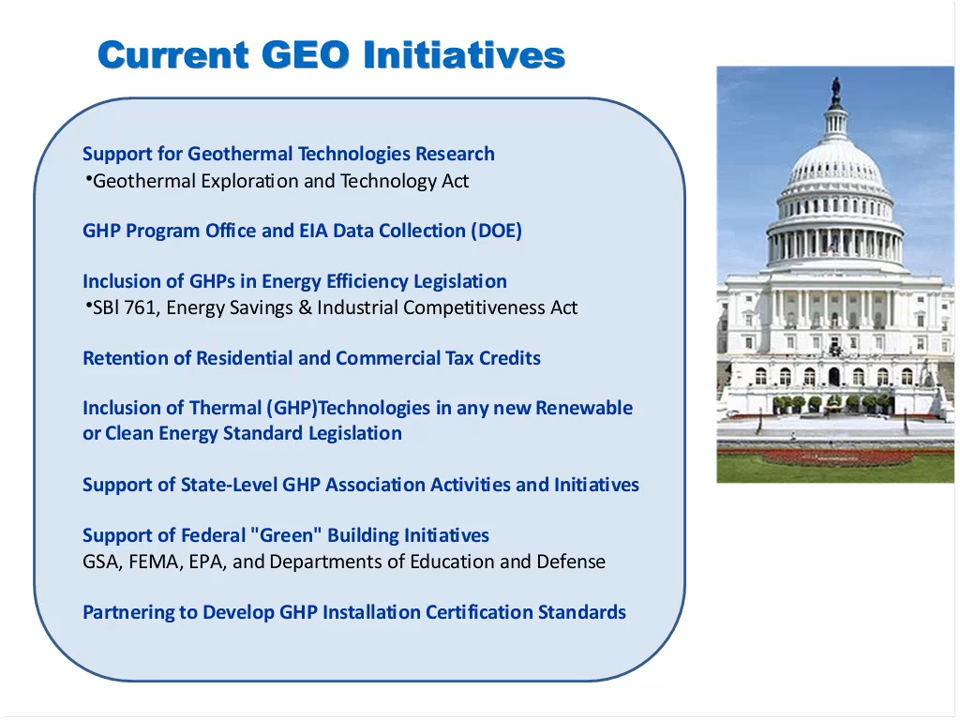 Current GEO Initiatives
Support for Geothermal Technologies Research
•Geothermal Exploration and Technology Act
GHP Program Office and EIA Data Collection (DOE)
Inclusion of GHPs in Energy Efficiency Legislation
•SBl 761, Energy Savings & Industrial Competitiveness Act
Retention of Residential and Commercial Tax Credits
Inclusion of Thermal (GHP)Technologies in any new Renewable
or Clean Energy Standard Legislation
Support of State-Level GHP Association Activities and Initiatives
Support of Federal "Green" Building Initiatives
GSA, FEMA, EPA, and Departments of Education and Defense
Partnering to Develop GHP Installation Certification Standards